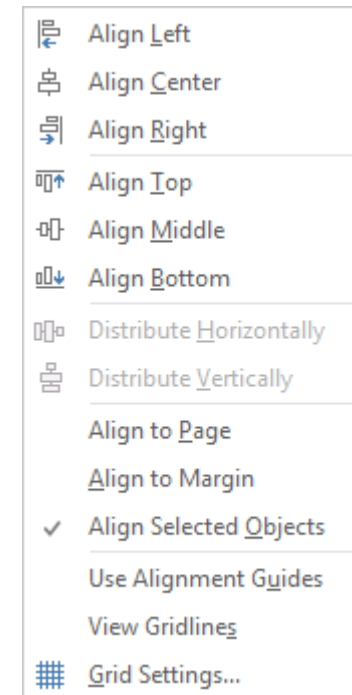 Align Left
Align Center
Align Right
Align Top
Align Middle
Align Bottom
Distribute Horizontally
Distribute Vertically
Align to Page
Align to Margin
Align Selected Objects
Use Alignment Guides
View Gridlines
Grid Settings...